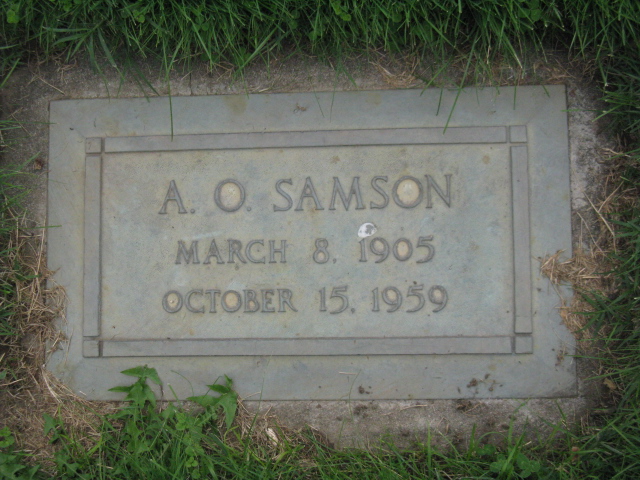 A. O. SAMSON
MARCH 8, 1905
OCTOBER 15, 1959